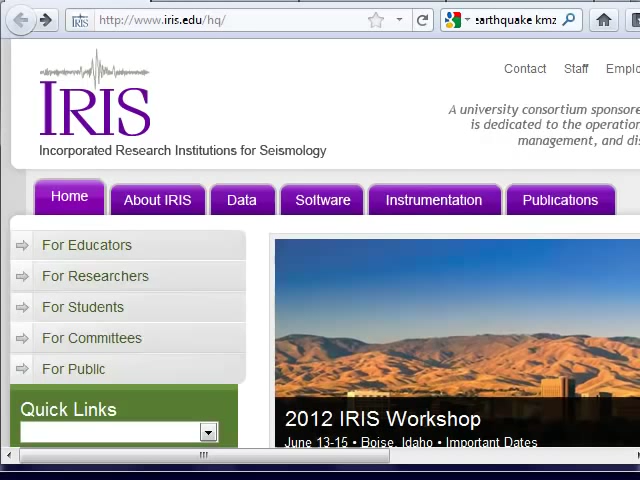 http://www.iris.edu/hq/
earthquake kmz
IRIS
Incorporated Research Institutions for Seismology
Contact Staff Emplo
A university consortium sponsore
is dedicated to the operation
management, and dis
Home About IRIS Data Software Instrumentation Publications
For Educators
For Researchers
For Students
For Committees
For Public
Quick Links
2012 IRIS Workshop
June 13-15 • Boise, Idaho • Important Dates